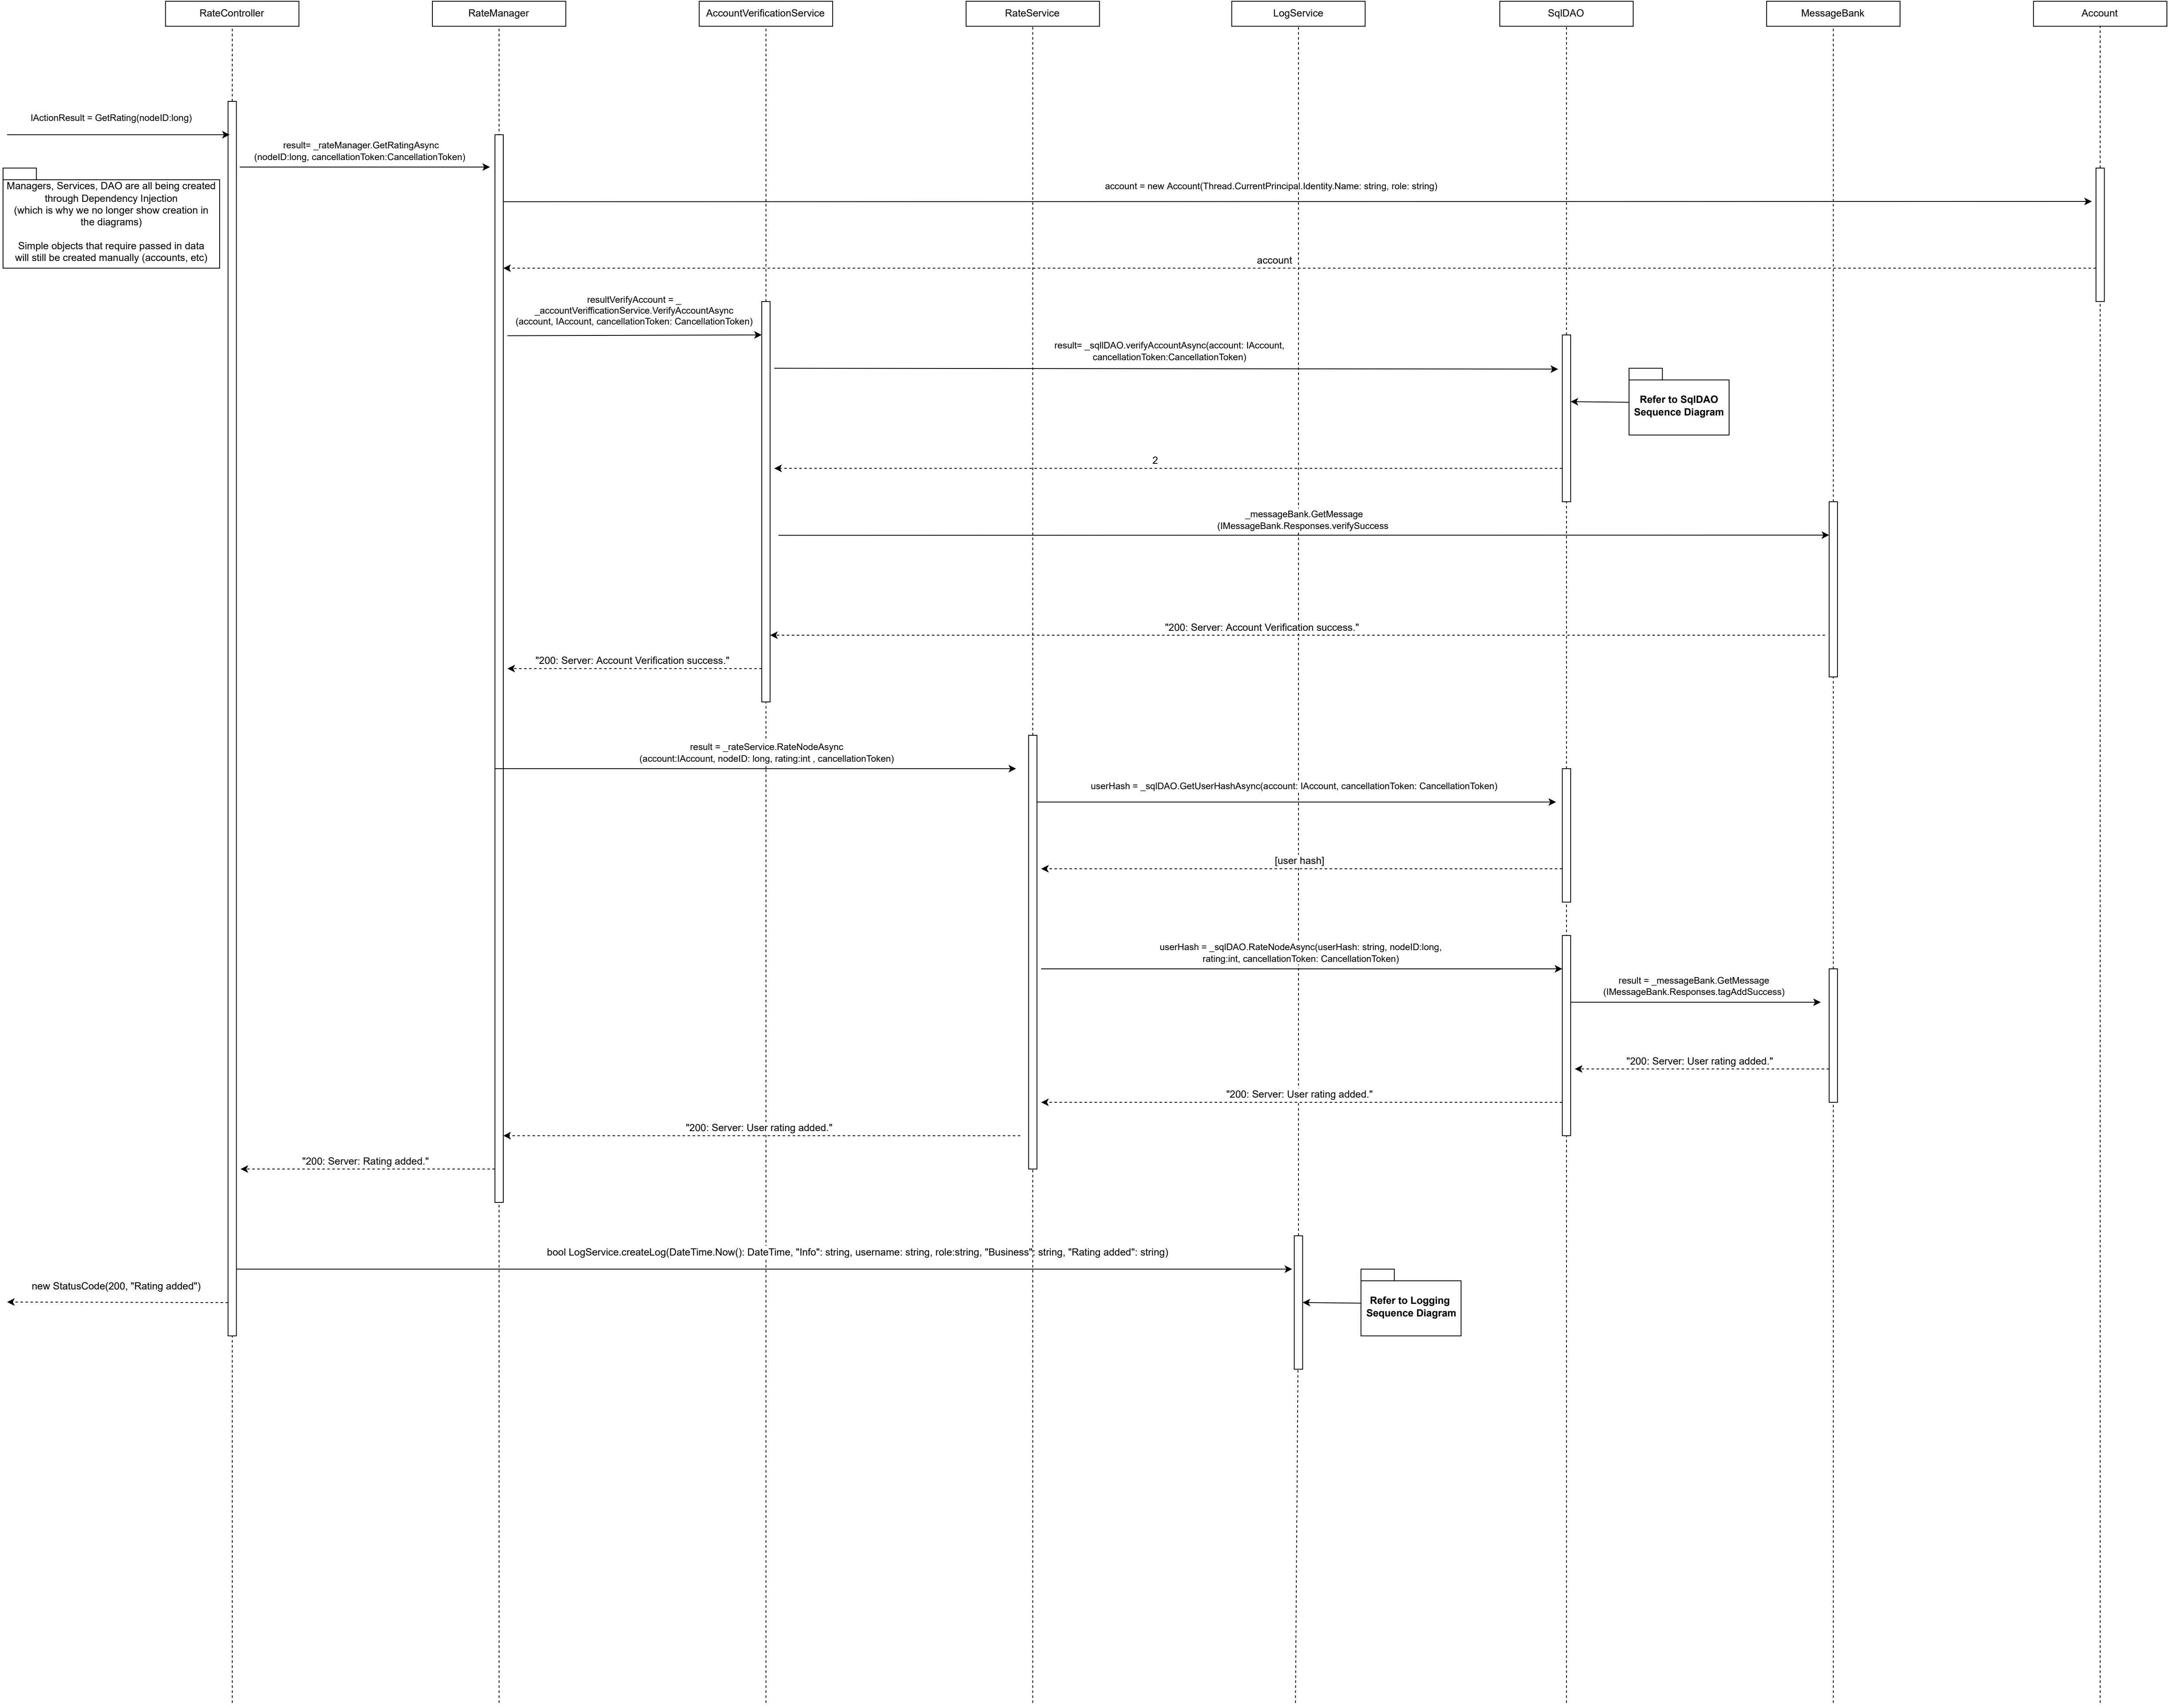 RateController
RateManager
AccountVerificationService
RateService
LogService
SqlDAO
MessageBank
Account
IActionResult = GetRating(nodeID:long)
result= _rateManager.GetRatingAsync
(nodeID:long, cancellationToken:CancellationToken)
Managers, Services, DAO are all being created
through Dependency Injection
(which is why we no longer show creation in
the diagrams)
Simple objects that require passed in data
will still be created manually (accounts, etc)
account = new Account(Thread.CurrentPrincipal.Identity.Name: string, role: string)
account
resultVerifyAccount = _
_accountVerifficationService.VerifyAccountAsync
(account, IAccount, cancellationToken: CancellationToken)
result= _sqlIDAO.verifyAccountAsync(account: IAccount,
cancellationToken:CancellationToken)
Refer to SqlDAO
Sequence Diagram
2
_messageBank.GetMessage
(IMessageBank.Responses.verifySuccess
"200: Server: Account Verification success."
"200: Server: Account Verification success."
result = _rateService.RateNodeAsync
(account:IAccount, nodeID: long, rating:int , cancellationToken)
userHash = _sqlDAO.GetUserHashAsync(account: IAccount, cancellationToken: CancellationToken)
[user hash]
userHash = _sqlDAO.RateNodeAsync(userHash: string, nodeID:long,
rating:int, cancellationToken: CancellationToken)
result = _messageBank.GetMessage
(IMessageBank.Responses.tagAddSuccess)
"200: Server: User rating added."
"200: Server: User rating added."
"200: Server: User rating added."
"200: Server: Rating added."
bool LogService.createLog(DateTime.Now(): DateTime, "Info": string, username: string, role:string, "Business": string, "Rating added": string)
new StatusCode(200, "Rating added")
Refer to Logging
Sequence Diagram